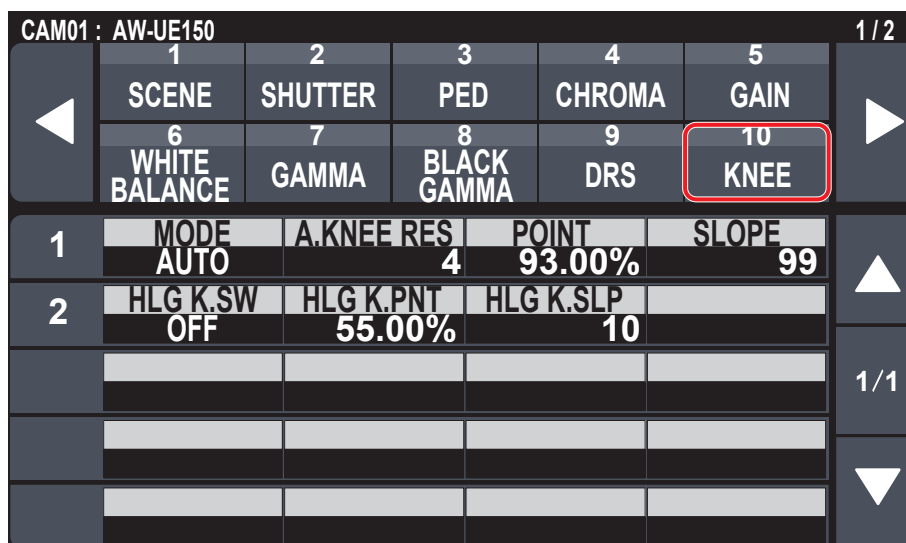 CAM01 : AW-UE150 1 / 2
1 2 3 4 5
SCENE SHUTTER PED CHROMA GAIN
6 7 8 9 10
WHITE BALANCE GAMMA BLACK GAMMA DRS KNEE
1 MODE A.KNEE RES POINT SLOPE
AUTO 4 93.00% 99
2 HLG K.SW HLG K.PNT HLG K.SLP
OFF 55.00% 10
1/1